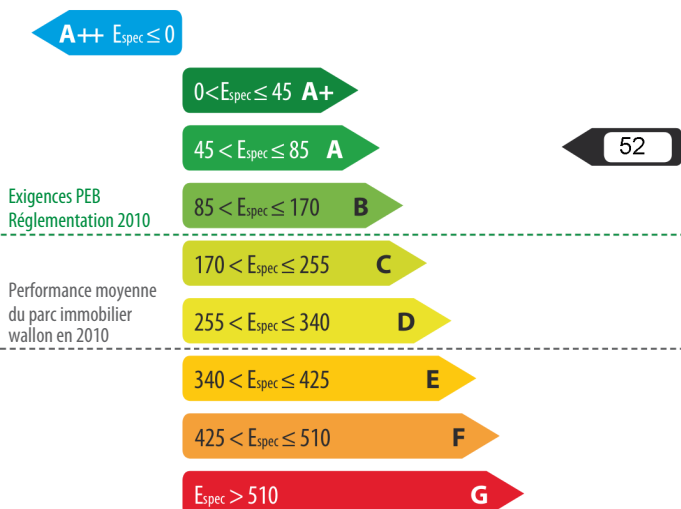 A++ Espec ≤ 0
0<Espec ≤ 45 A+
45 < Espec ≤ 85 A
52
Exigences PEB
Réglementation 2010
85 < Espec ≤ 170 B
170 < Espec ≤ 255 C
Performance moyenne
du parc immobilier
wallon en 2010
255 < Espec ≤ 340 D
340 < Espec ≤ 425 E
425 < Espec ≤ 510 F
Espec > 510 G